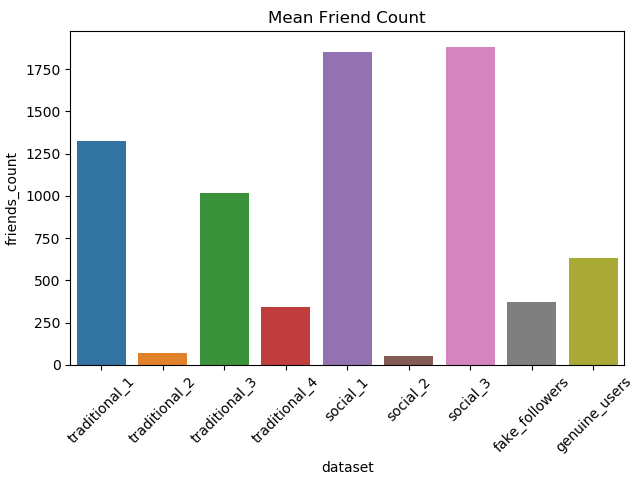 Mean Friend Count
friends_count
1750
1500
1250
1000
750
500
250
0
traditional_1
traditional_2
traditional_3
traditional_4
social_1
social_2
social_3
fake_followers
genuine_users
dataset